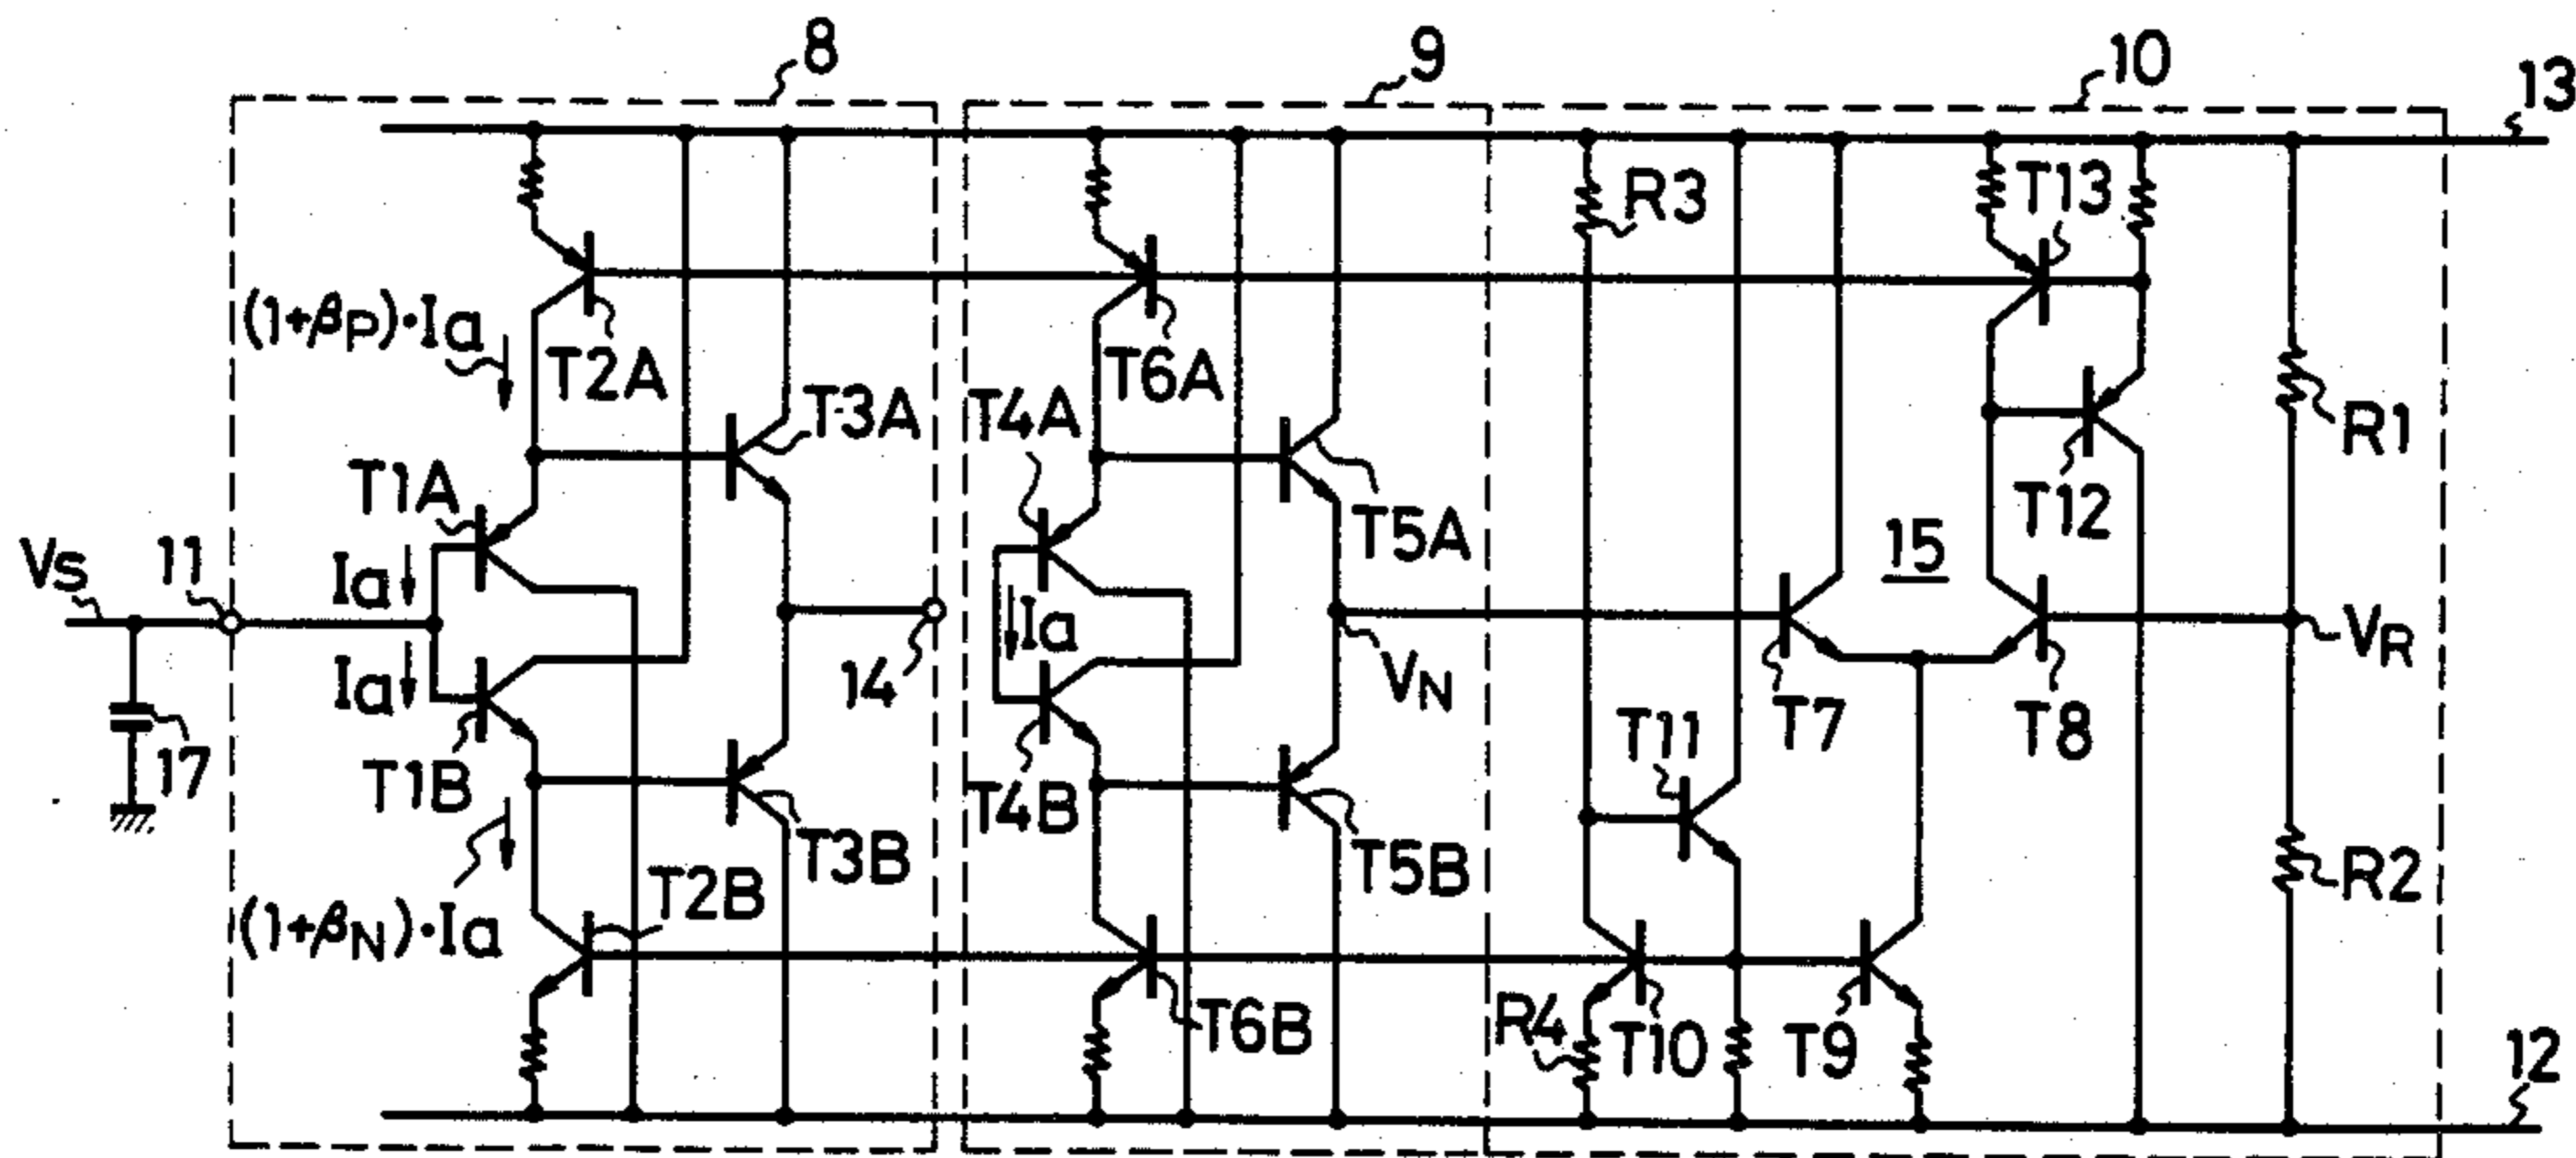 8
9
10
13
R3
T13
(1+βP)·Ia
T2A
T6A
T3A
T4A
R1
T1A
T12
T5A
15
VS
11
Ia
Ia
Ia
VR
14
VN
T7
T8
17
T11
T1B
T4B
T3B
T5B
R2
T2B
(1+βN)·Ia
T6B
R4
T10
T9
12